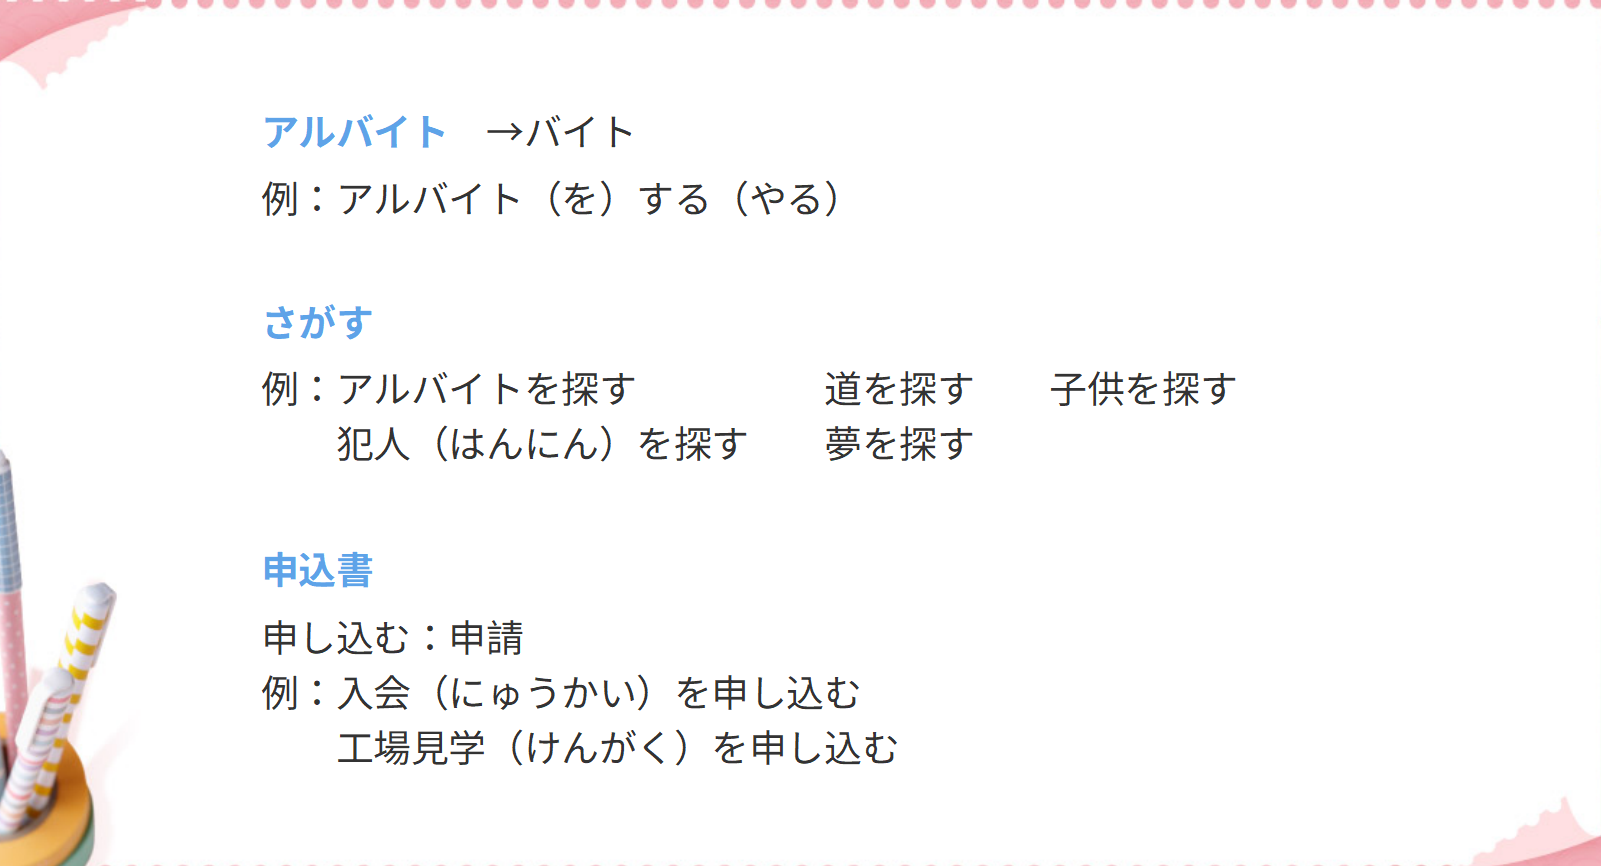 アルバイト　→バイト
例：アルバイト（を）する（やる）
さがす
例：アルバイトを探す　　　　　道を探す　　子供を探す
　　犯人（はんにん）を探す　　夢を探す
申込書
申し込む：申請
例：入会（にゅうかい）を申し込む
　　工場見学（けんがく）を申し込む